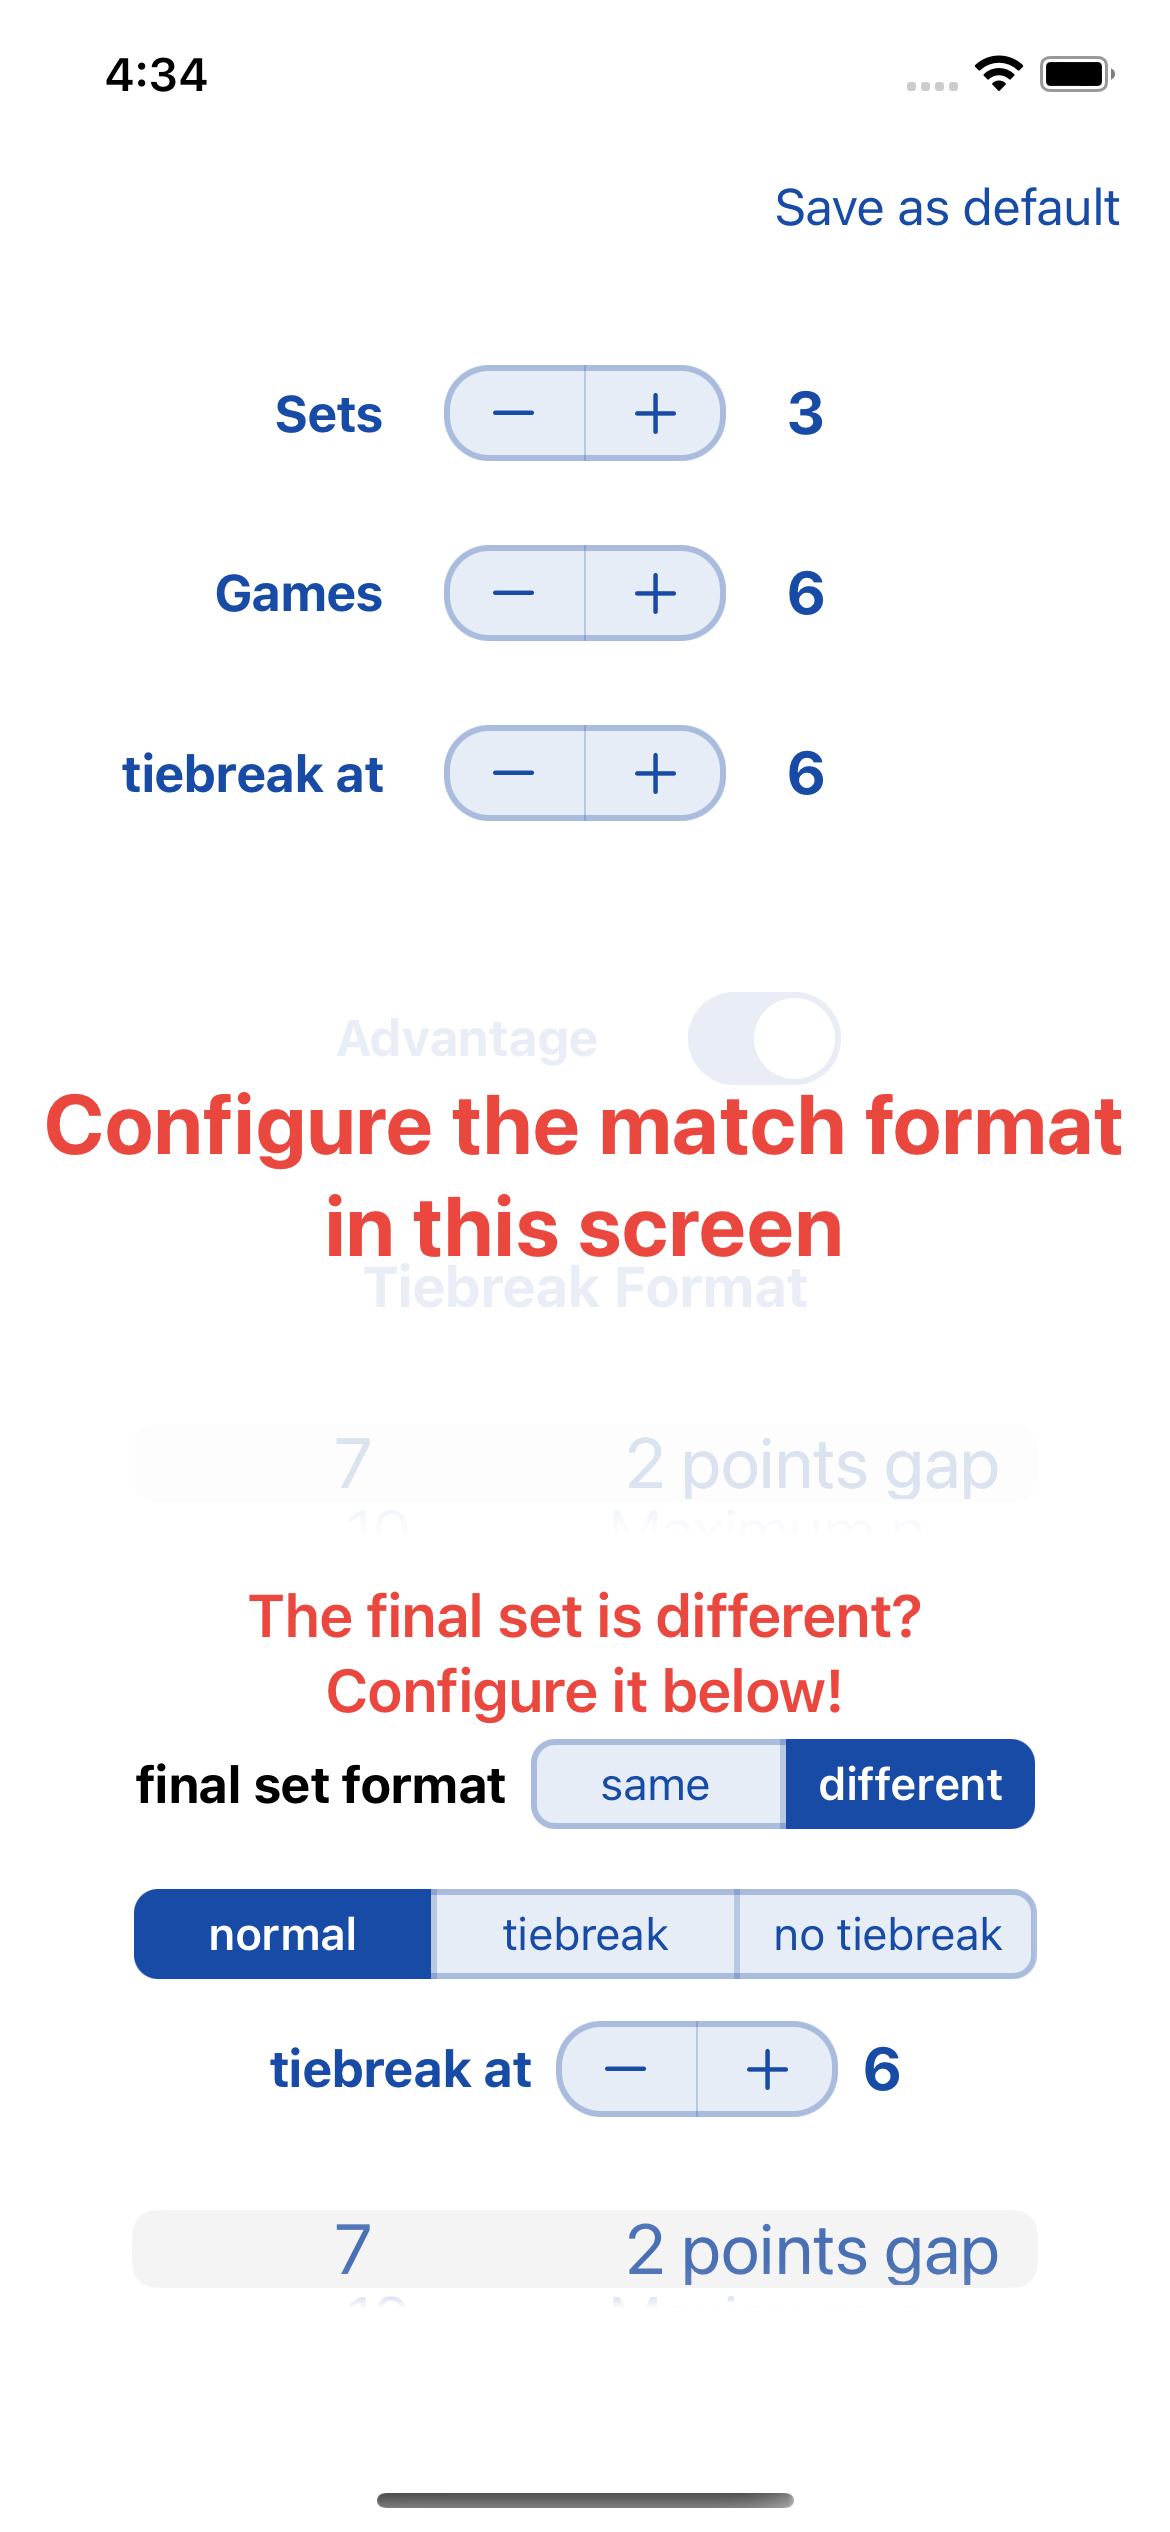 4:34
Save as default
Sets 3
Games 6
tiebreak at 6
Advantage
Configure the match format
in this screen
Tiebreak Format
7 2 points gap
10 Maximum p
The final set is different?
Configure it below!
final set format same different
normal tiebreak no tiebreak
tiebreak at 6
7 2 points gap